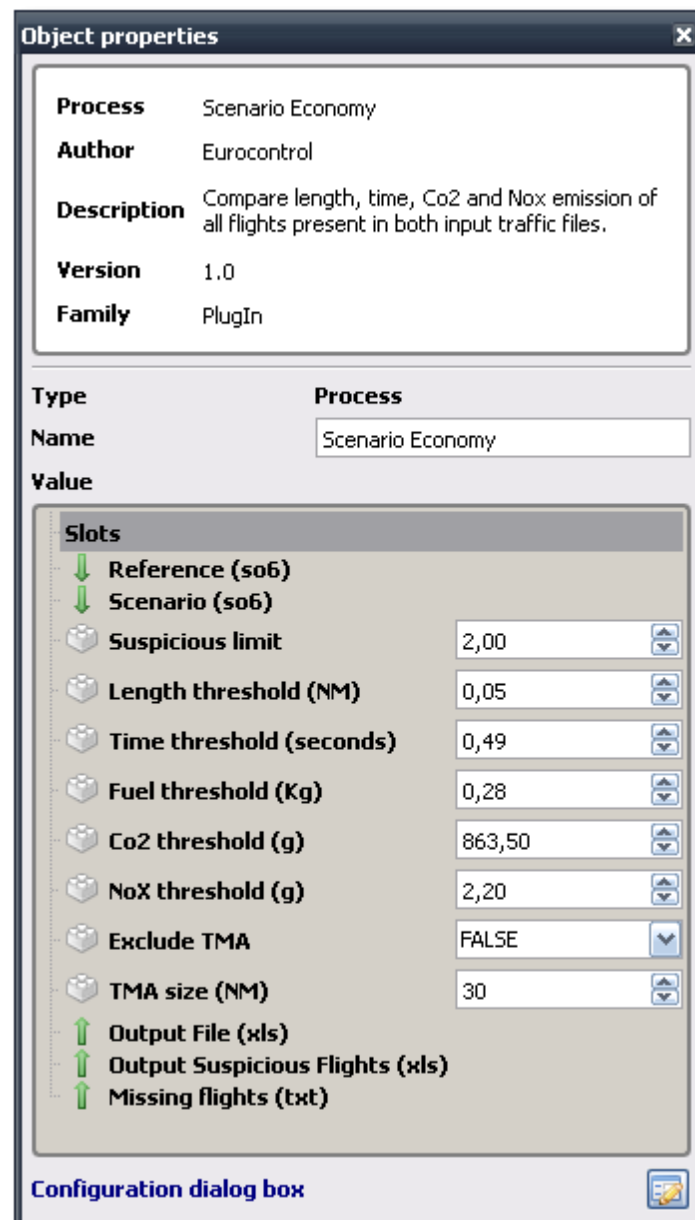 Object properties
Process Scenario Economy
Author Eurocontrol
Description Compare length, time, Co2 and Nox emission of
all flights present in both input traffic files.
Version 1.0
Family PlugIn
Type Process
Name Scenario Economy
Value
Slots
Reference (so6)
Scenario (so6)
Suspicious limit 2,00
Length threshold (NM) 0,05
Time threshold (seconds) 0,49
Fuel threshold (Kg) 0,28
Co2 threshold (g) 863,50
NoX threshold (g) 2,20
Exclude TMA FALSE
TMA size (NM) 30
Output File (xls)
Output Suspicious Flights (xls)
Missing flights (txt)
Configuration dialog box